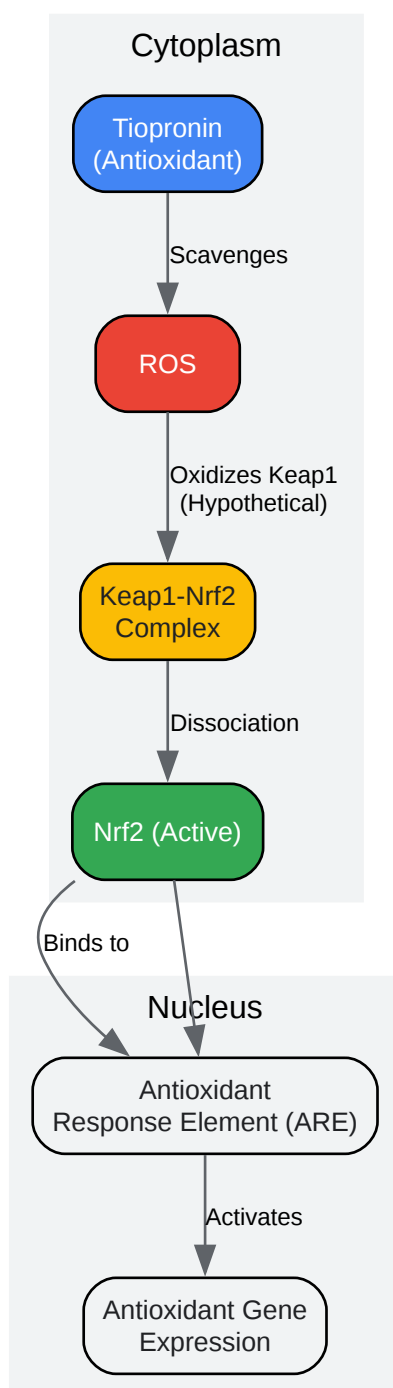 Cytoplasm
Tiopronin
(Antioxidant)
Scavenges
ROS
Oxidizes Keap1
(Hypothetical)
Keap1-Nrf2
Complex
Dissociation
Nrf2 (Active)
Binds to
Nucleus
Antioxidant
Response Element (ARE)
Activates
Antioxidant Gene
Expression